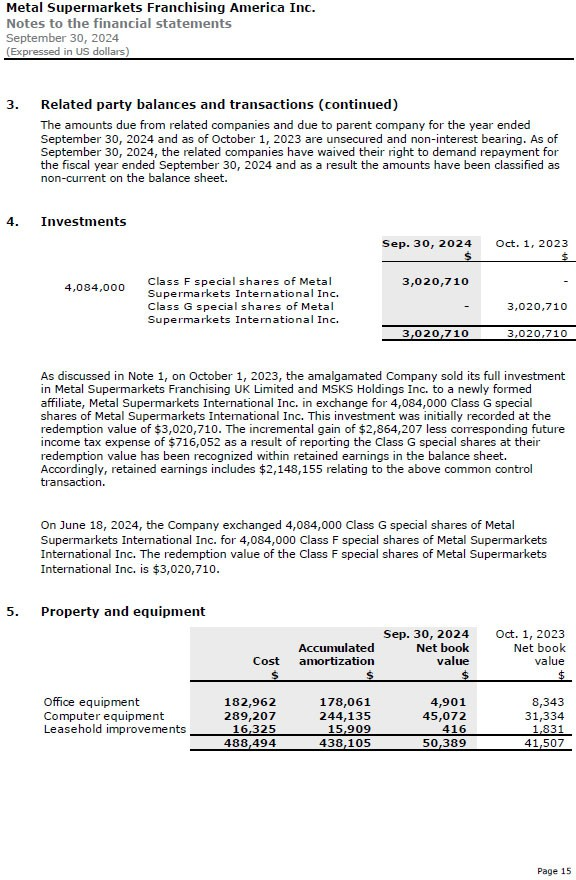 Metal Supermarkets Franchising America Inc.
Notes to the financial statements
September 30, 2024
(Expressed in US dollars)
3. Related party balances and transactions (continued)
The amounts due from related companies and due to parent company for the year ended
September 30, 2024 and as of October 1, 2023 are unsecured and non-interest bearing. As of
September 30, 2024, the related companies have waived their right to demand repayment for
the fiscal year ended September 30, 2024 and as a result the amounts have been classified as
non-current on the balance sheet.
4. Investments
Sep. 30, 2024 Oct. 1, 2023
$ $
4,084,000 Class F special shares of Metal 3,020,710 -
Supermarkets International Inc.
Class G special shares of Metal - 3,020,710
Supermarkets International Inc.
3,020,710 3,020,710
As discussed in Note 1, on October 1, 2023, the amalgamated Company sold its full investment
in Metal Supermarkets Franchising UK Limited and MSKS Holdings Inc. to a newly formed
affiliate, Metal Supermarkets International Inc. in exchange for 4,084,000 Class G special
shares of Metal Supermarkets International Inc. This investment was initially recorded at the
redemption value of $3,020,710. The incremental gain of $2,864,207 less corresponding future
income tax expense of $716,052 as a result of reporting the Class G special shares at their
redemption value has been recognized within retained earnings in the balance sheet.
Accordingly, retained earnings includes $2,148,155 relating to the above common control
transaction.
On June 18, 2024, the Company exchanged 4,084,000 Class G special shares of Metal
Supermarkets International Inc. for 4,084,000 Class F special shares of Metal Supermarkets
International Inc. The redemption value of the Class F special shares of Metal Supermarkets
International Inc. is $3,020,710.
5. Property and equipment
Sep. 30, 2024 Oct. 1, 2023
Accumulated Net book Net book
Cost amortization value value
$ $ $ $
Office equipment 182,962 178,061 4,901 8,343
Computer equipment 289,207 244,135 45,072 31,334
Leasehold improvements 16,325 15,909 416 1,831
488,494 438,105 50,389 41,507
Page 15